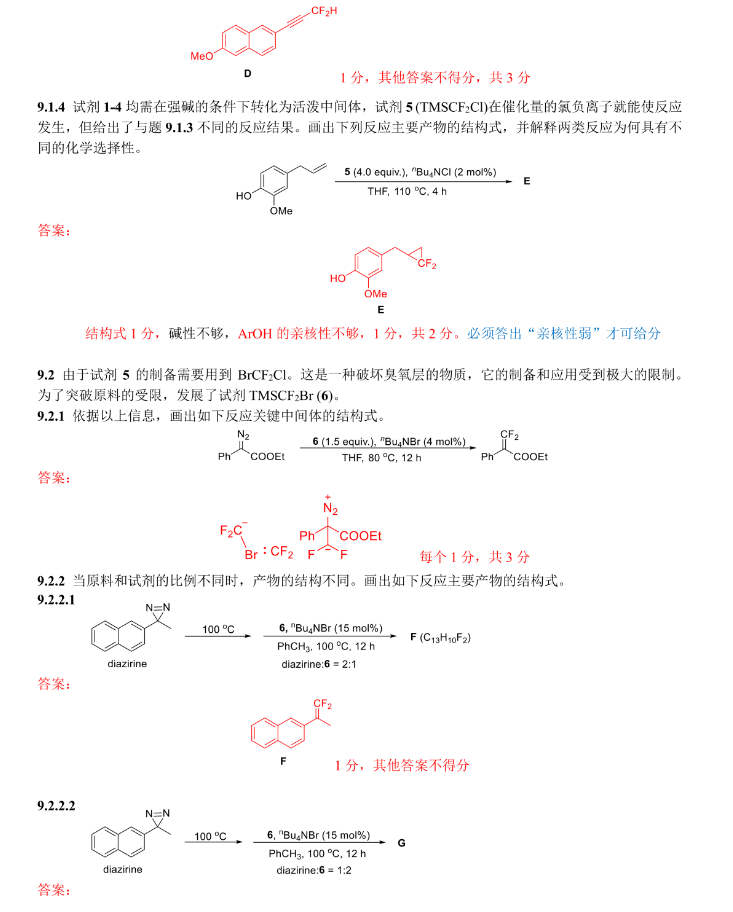 CF₂H
MeO
D
1 分，其他答案不得分，共 3 分
9.1.4 试剂 1-4 均需在强碱的条件下转化为活泼中间体，试剂 5 (TMSCF₂Cl)在催化量的氯负离子就能使反应
发生，但给出了与题 9.1.3 不同的反应结果。画出下列反应主要产物的结构式，并解释两类反应为何具有不
同的化学选择性。
5 (4.0 equiv.), ⁿBu₄NCl (2 mol%)
THF, 110 °C, 4 h
E
HO
OMe
答案：
CF₂
HO
OMe
E
结构式 1 分，碱性不够，ArOH 的亲核性不够，1 分，共 2 分。必须答出“亲核性弱”才可给分
9.2 由于试剂 5 的制备需要用到 BrCF₂Cl。这是一种破坏臭氧层的物质，它的制备和应用受到极大的限制。
为了突破原料的受限，发展了试剂 TMSCF₂Br (6)。
9.2.1 依据以上信息，画出如下反应关键中间体的结构式。
N₂
Ph
COOEt
6 (1.5 equiv.), ⁿBu₄NBr (4 mol%)
THF, 80 °C, 12 h
CF₂
Ph
COOEt
答案：
F₂C⁻
Br
:CF₂
N₂⁺
Ph
COOEt
F
−
F
每个 1 分，共 3 分
9.2.2 当原料和试剂的比例不同时，产物的结构不同。画出如下反应主要产物的结构式。
9.2.2.1
N=N
diazirine
100 °C
6, ⁿBu₄NBr (15 mol%)
PhCH₃, 100 °C, 12 h
diazirine:6 = 2:1
F (C₁₃H₁₀F₂)
答案：
CF₂
F
1 分，其他答案不得分
9.2.2.2
N=N
diazirine
100 °C
6, ⁿBu₄NBr (15 mol%)
PhCH₃, 100 °C, 12 h
diazirine:6 = 1:2
G
答案：